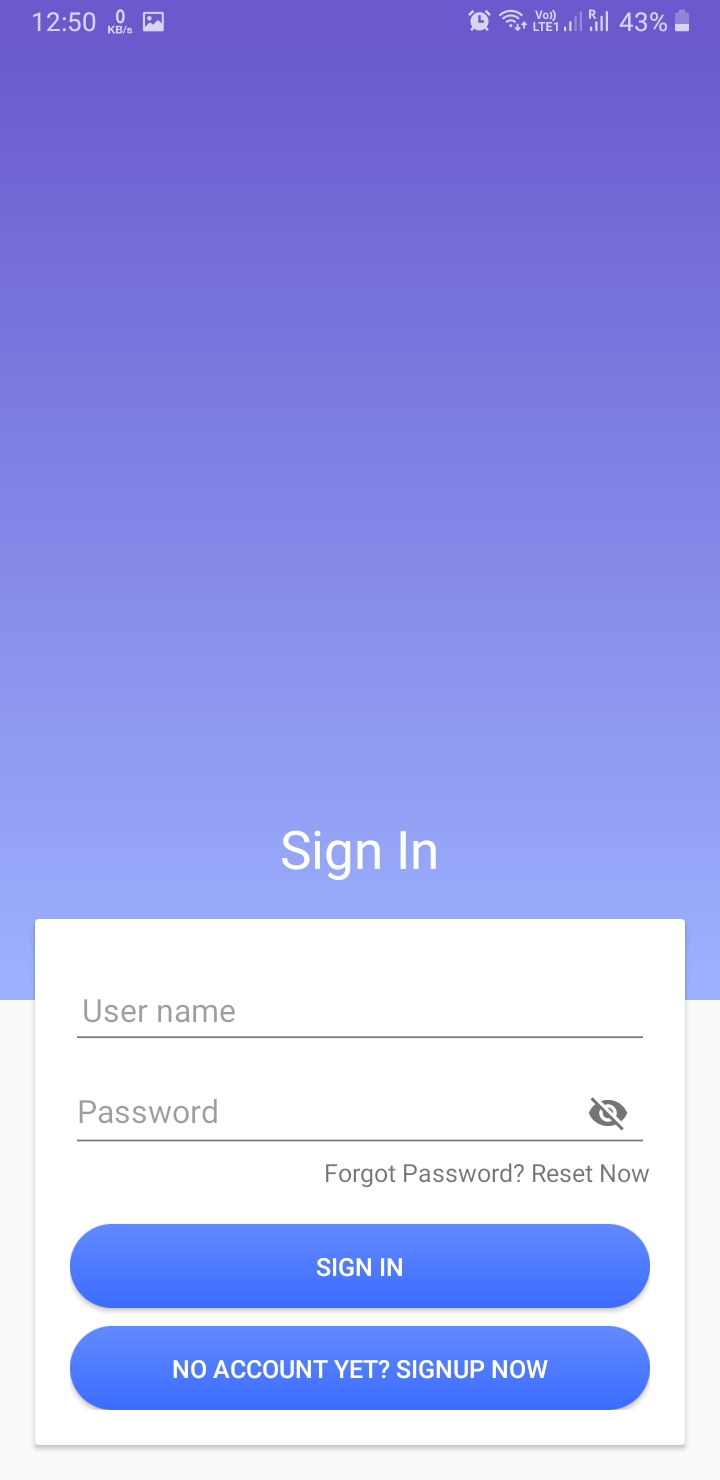 12:50 0 KB/s Vo) LTE1 R 43%
Sign In
User name
Password
Forgot Password? Reset Now
SIGN IN
NO ACCOUNT YET? SIGNUP NOW